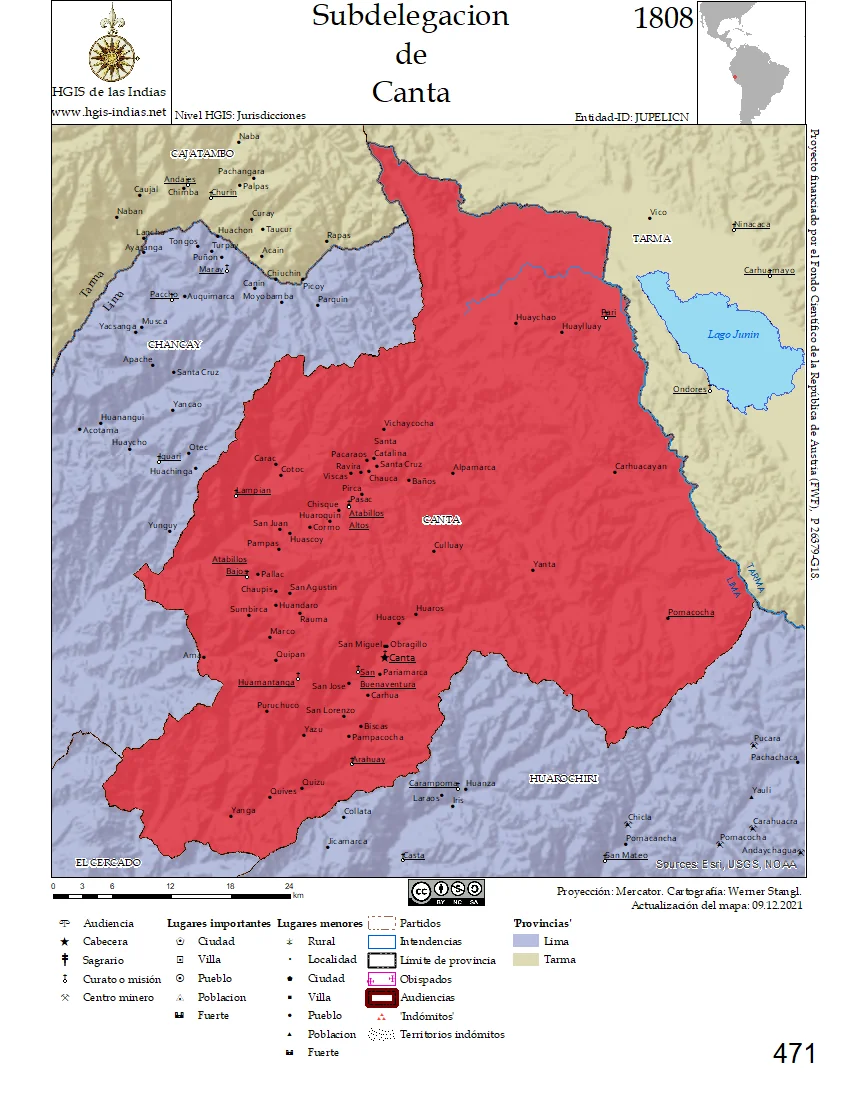 Subdelegacion
de
Canta
1808
HGIS de las Indias
www.hgis-indias.net
Nivel HGIS: Jurisdicciones
Entidad-ID: JUPELICN
Proyecto financiado por el Fondo Científico de la República de Austria (FWF), P 26379-G18.
Naba
CAJATAMBO
Pachangara
Andajes
Palpas
Caujal
Chimba
Churin
Naban
Curay
Lancha
Huachon
Taucur
Rapas
Tongos
Turpay
Ayaranga
Puñon
Acain
Maray
Chiuchin
Canin
Picoy
Paccho
Auquimarca
Moyobamba
Parquin
Tarma
Lima
Yacsanga
Musca
CHANCAY
Apache
Santa Cruz
Yancao
Huanangui
Acotama
Huaycho
Otec
Iguari
Huachinga
Yunguy
Vico
Ninacaca
TARMA
Carhuamayo
Lago Junin
Ondores
Huaychao
Pari
Huaylluay
Vichaycocha
Santa
Catalina
Pacaraos
Carac
Ravira
Santa Cruz
Cotoc
Viscas
Chauca
Baños
Alpamarca
Carhuacayan
Lampian
Pirca
Pasac
Chisque
Atabillos
Altos
Huaroquin
CANTA
San Juan
Cormo
Huascoy
Pampas
Culluay
Atabillos
Bajos
Pallac
Yanta
Chaupis
San Agustin
Sumbirca
Huandaro
Rauma
Huaros
Huacos
Pomacocha
TARMA
LIMA
Marco
San Miguel
Obragillo
Ama
Quipan
Canta
San
Buenaventura
Pariamarca
Huamantanga
San Jose
Carhua
Puruchuco
San Lorenzo
Biscas
Yazu
Pampacocha
Arahuay
Quizu
Quives
Yanga
Carampoma
Huanza
Laraos
Iris
HUAROCHIRI
Collata
Jicamarca
Casta
EL CERCADO
Pucara
Pachachaca
Yauli
Chicla
Carahuacra
Pomacancha
Pomacocha
San Mateo
Andaychagua
Sources: Esri, USGS, NOAA
0 3 6 12 18 24
km
CC BY NC SA
Proyección: Mercator. Cartografía: Werner Stangl.
Actualización del mapa: 09.12.2021
Audiencia
Cabecera
Sagrario
Curato o misión
Centro minero
Lugares importantes
Ciudad
Villa
Pueblo
Poblacion
Fuerte
Lugares menores
Rural
Localidad
Ciudad
Villa
Pueblo
Poblacion
Fuerte
Partidos
Intendencias
Límite de provincia
Obispados
Audiencias
'Indómitos'
Territorios indómitos
'Provincias'
Lima
Tarma
471